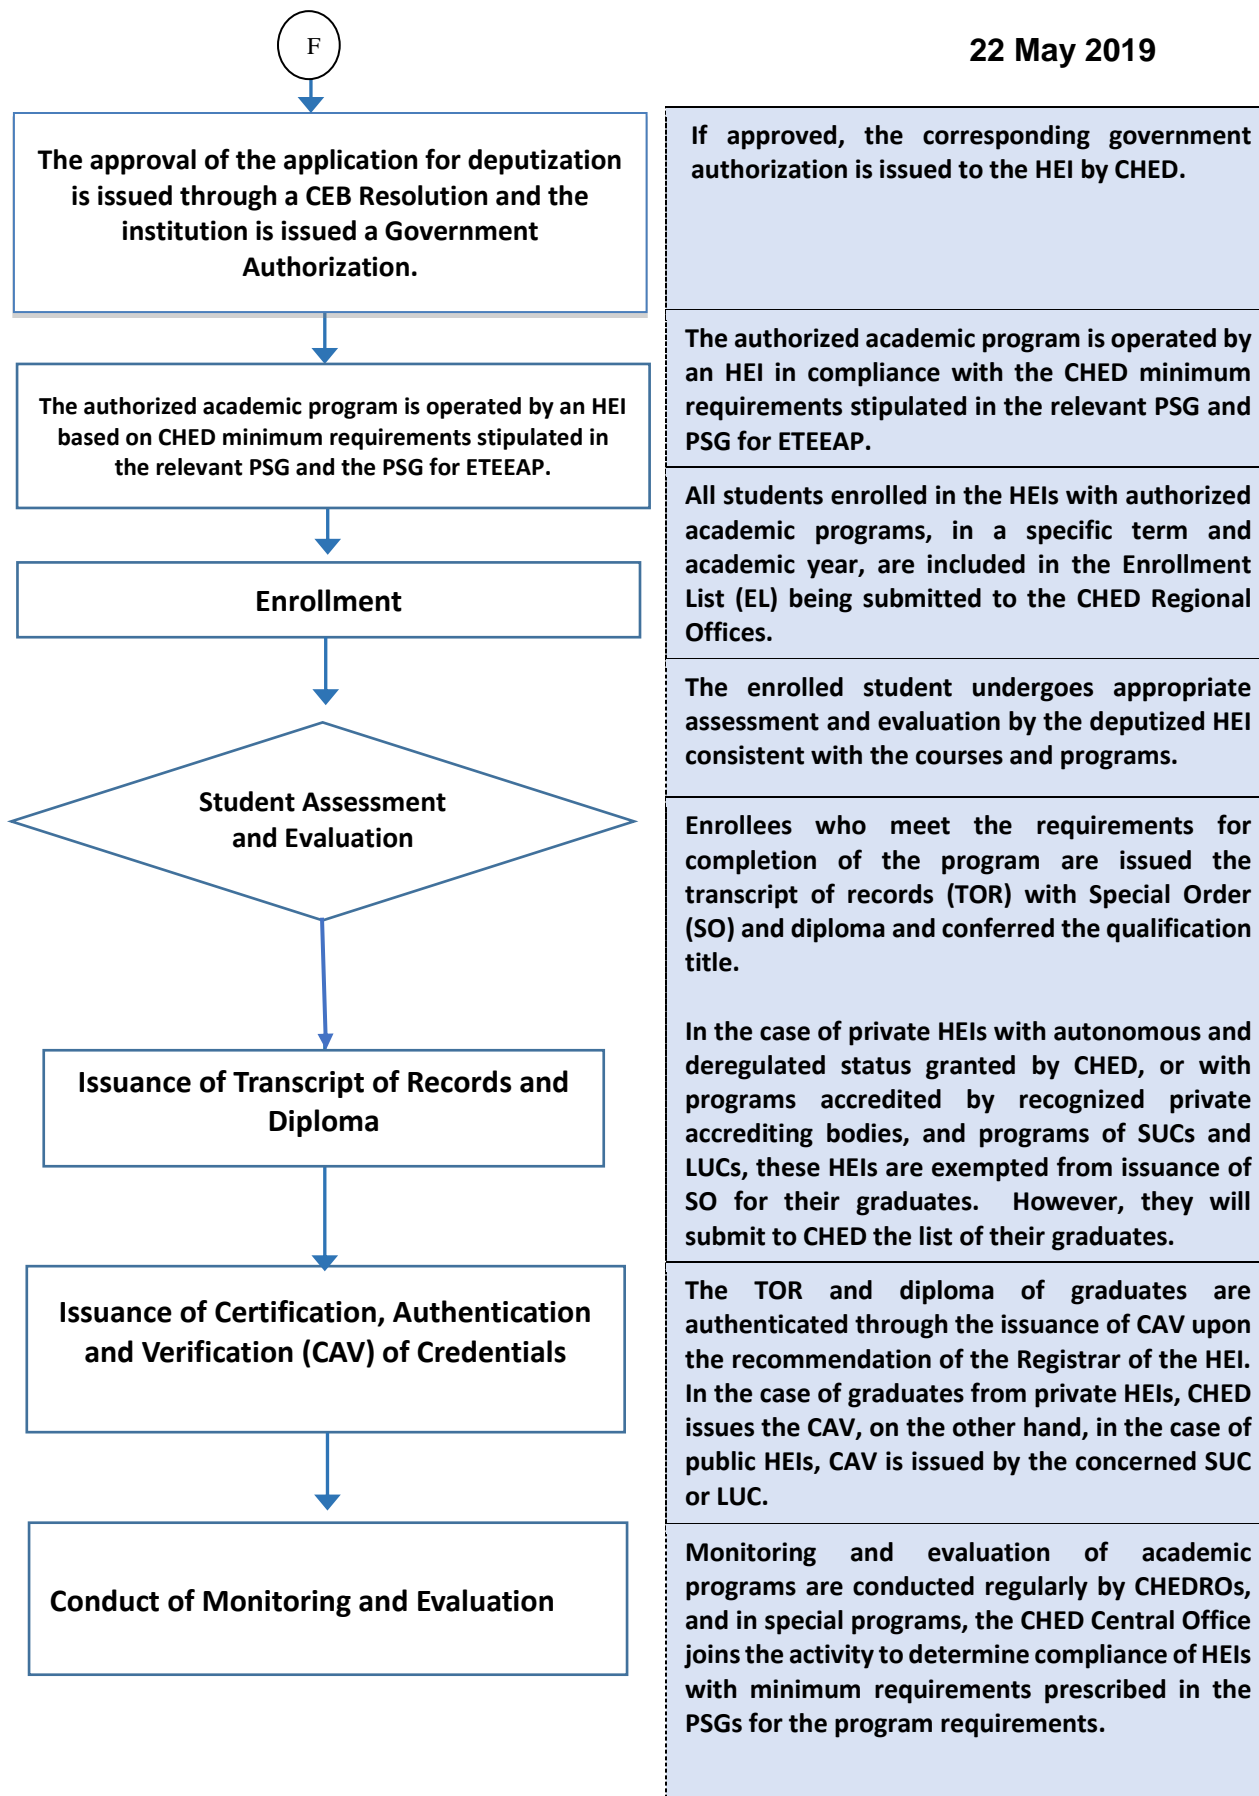 F
22 May 2019
The approval of the application for deputization
is issued through a CEB Resolution and the
institution is issued a Government
Authorization.
If approved, the corresponding government
authorization is issued to the HEI by CHED.
The authorized academic program is operated by an HEI
based on CHED minimum requirements stipulated in
the relevant PSG and the PSG for ETEEAP.
The authorized academic program is operated by
an HEI in compliance with the CHED minimum
requirements stipulated in the relevant PSG and
PSG for ETEEAP.
Enrollment
All students enrolled in the HEIs with authorized
academic programs, in a specific term and
academic year, are included in the Enrollment
List (EL) being submitted to the CHED Regional
Offices.
Student Assessment
and Evaluation
The enrolled student undergoes appropriate
assessment and evaluation by the deputized HEI
consistent with the courses and programs.
Issuance of Transcript of Records and
Diploma
Enrollees who meet the requirements for
completion of the program are issued the
transcript of records (TOR) with Special Order
(SO) and diploma and conferred the qualification
title.
In the case of private HEIs with autonomous and
deregulated status granted by CHED, or with
programs accredited by recognized private
accrediting bodies, and programs of SUCs and
LUCs, these HEIs are exempted from issuance of
SO for their graduates. However, they will
submit to CHED the list of their graduates.
Issuance of Certification, Authentication
and Verification (CAV) of Credentials
The TOR and diploma of graduates are
authenticated through the issuance of CAV upon
the recommendation of the Registrar of the HEI.
In the case of graduates from private HEIs, CHED
issues the CAV, on the other hand, in the case of
public HEIs, CAV is issued by the concerned SUC
or LUC.
Conduct of Monitoring and Evaluation
Monitoring and evaluation of academic
programs are conducted regularly by CHEDROs,
and in special programs, the CHED Central Office
joins the activity to determine compliance of HEIs
with minimum requirements prescribed in the
PSGs for the program requirements.